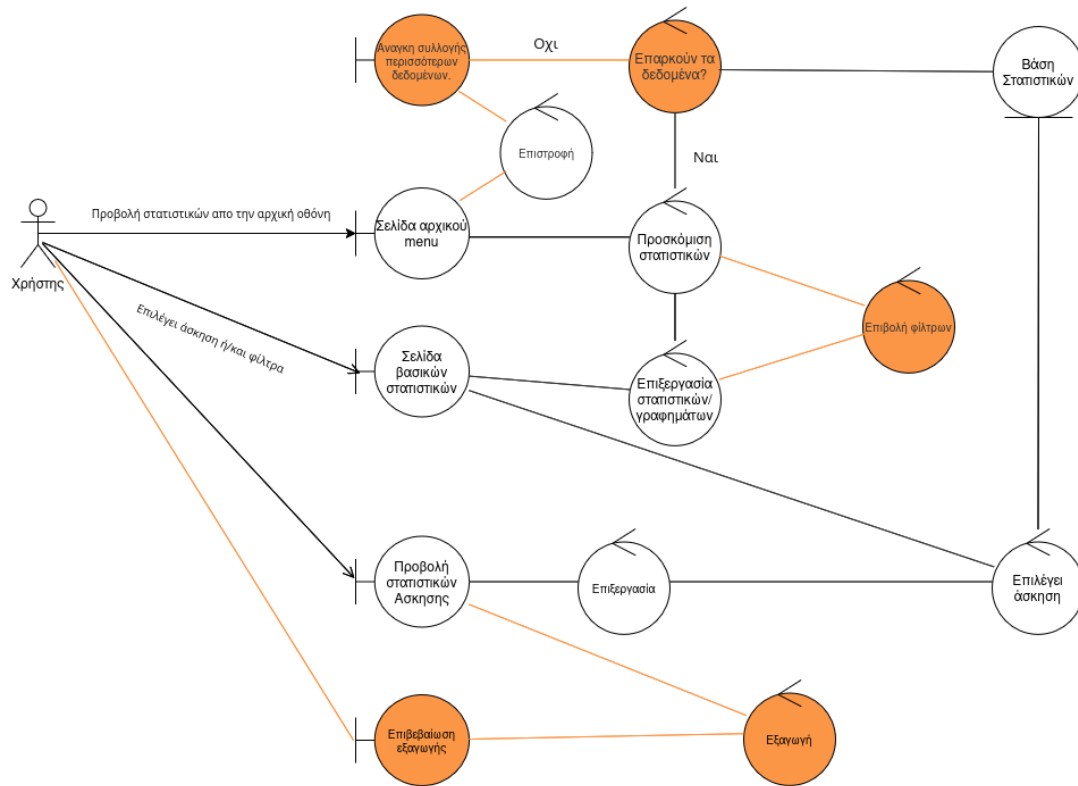 Αναγκη συλλογής
περισσότερων
δεδομένων.
Οχι
Επαρκούν τα
δεδομένα?
Βάση
Στατιστικών
Επιστροφή
Ναι
Προβολή στατιστικών απο την αρχική οθόνη
Χρήστης
Σελίδα αρχικού
menu
Προσκόμιση
στατιστικών
Επιβολή φίλτρων
Επιλέγει άσκηση ή/και φίλτρα
Σελίδα
βασικών
στατιστικών
Επιξεργασία
στατιστικών/
γραφημάτων
Προβολή
στατιστικών
Ασκησης
Επιξεργασία
Επιλέγει
άσκηση
Επιβεβαίωση
εξαγωγής
Εξαγωγή